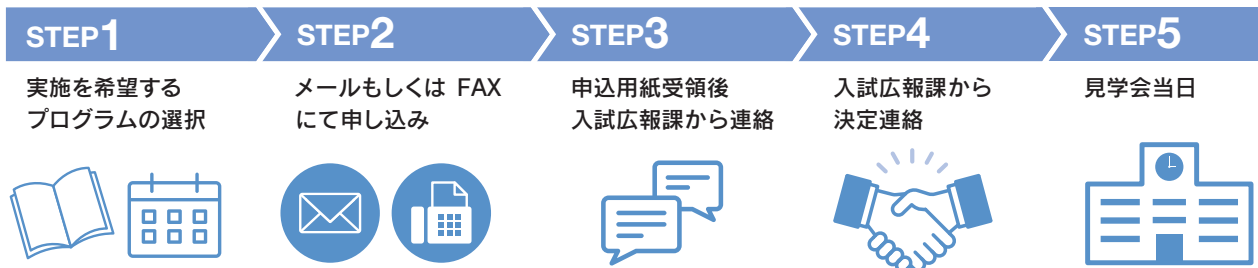 STEP1
実施を希望する
プログラムの選択
STEP2
メールもしくは FAX
にて申し込み
STEP3
申込用紙受領後
入試広報課から連絡
STEP4
入試広報課から
決定連絡
STEP5
見学会当日